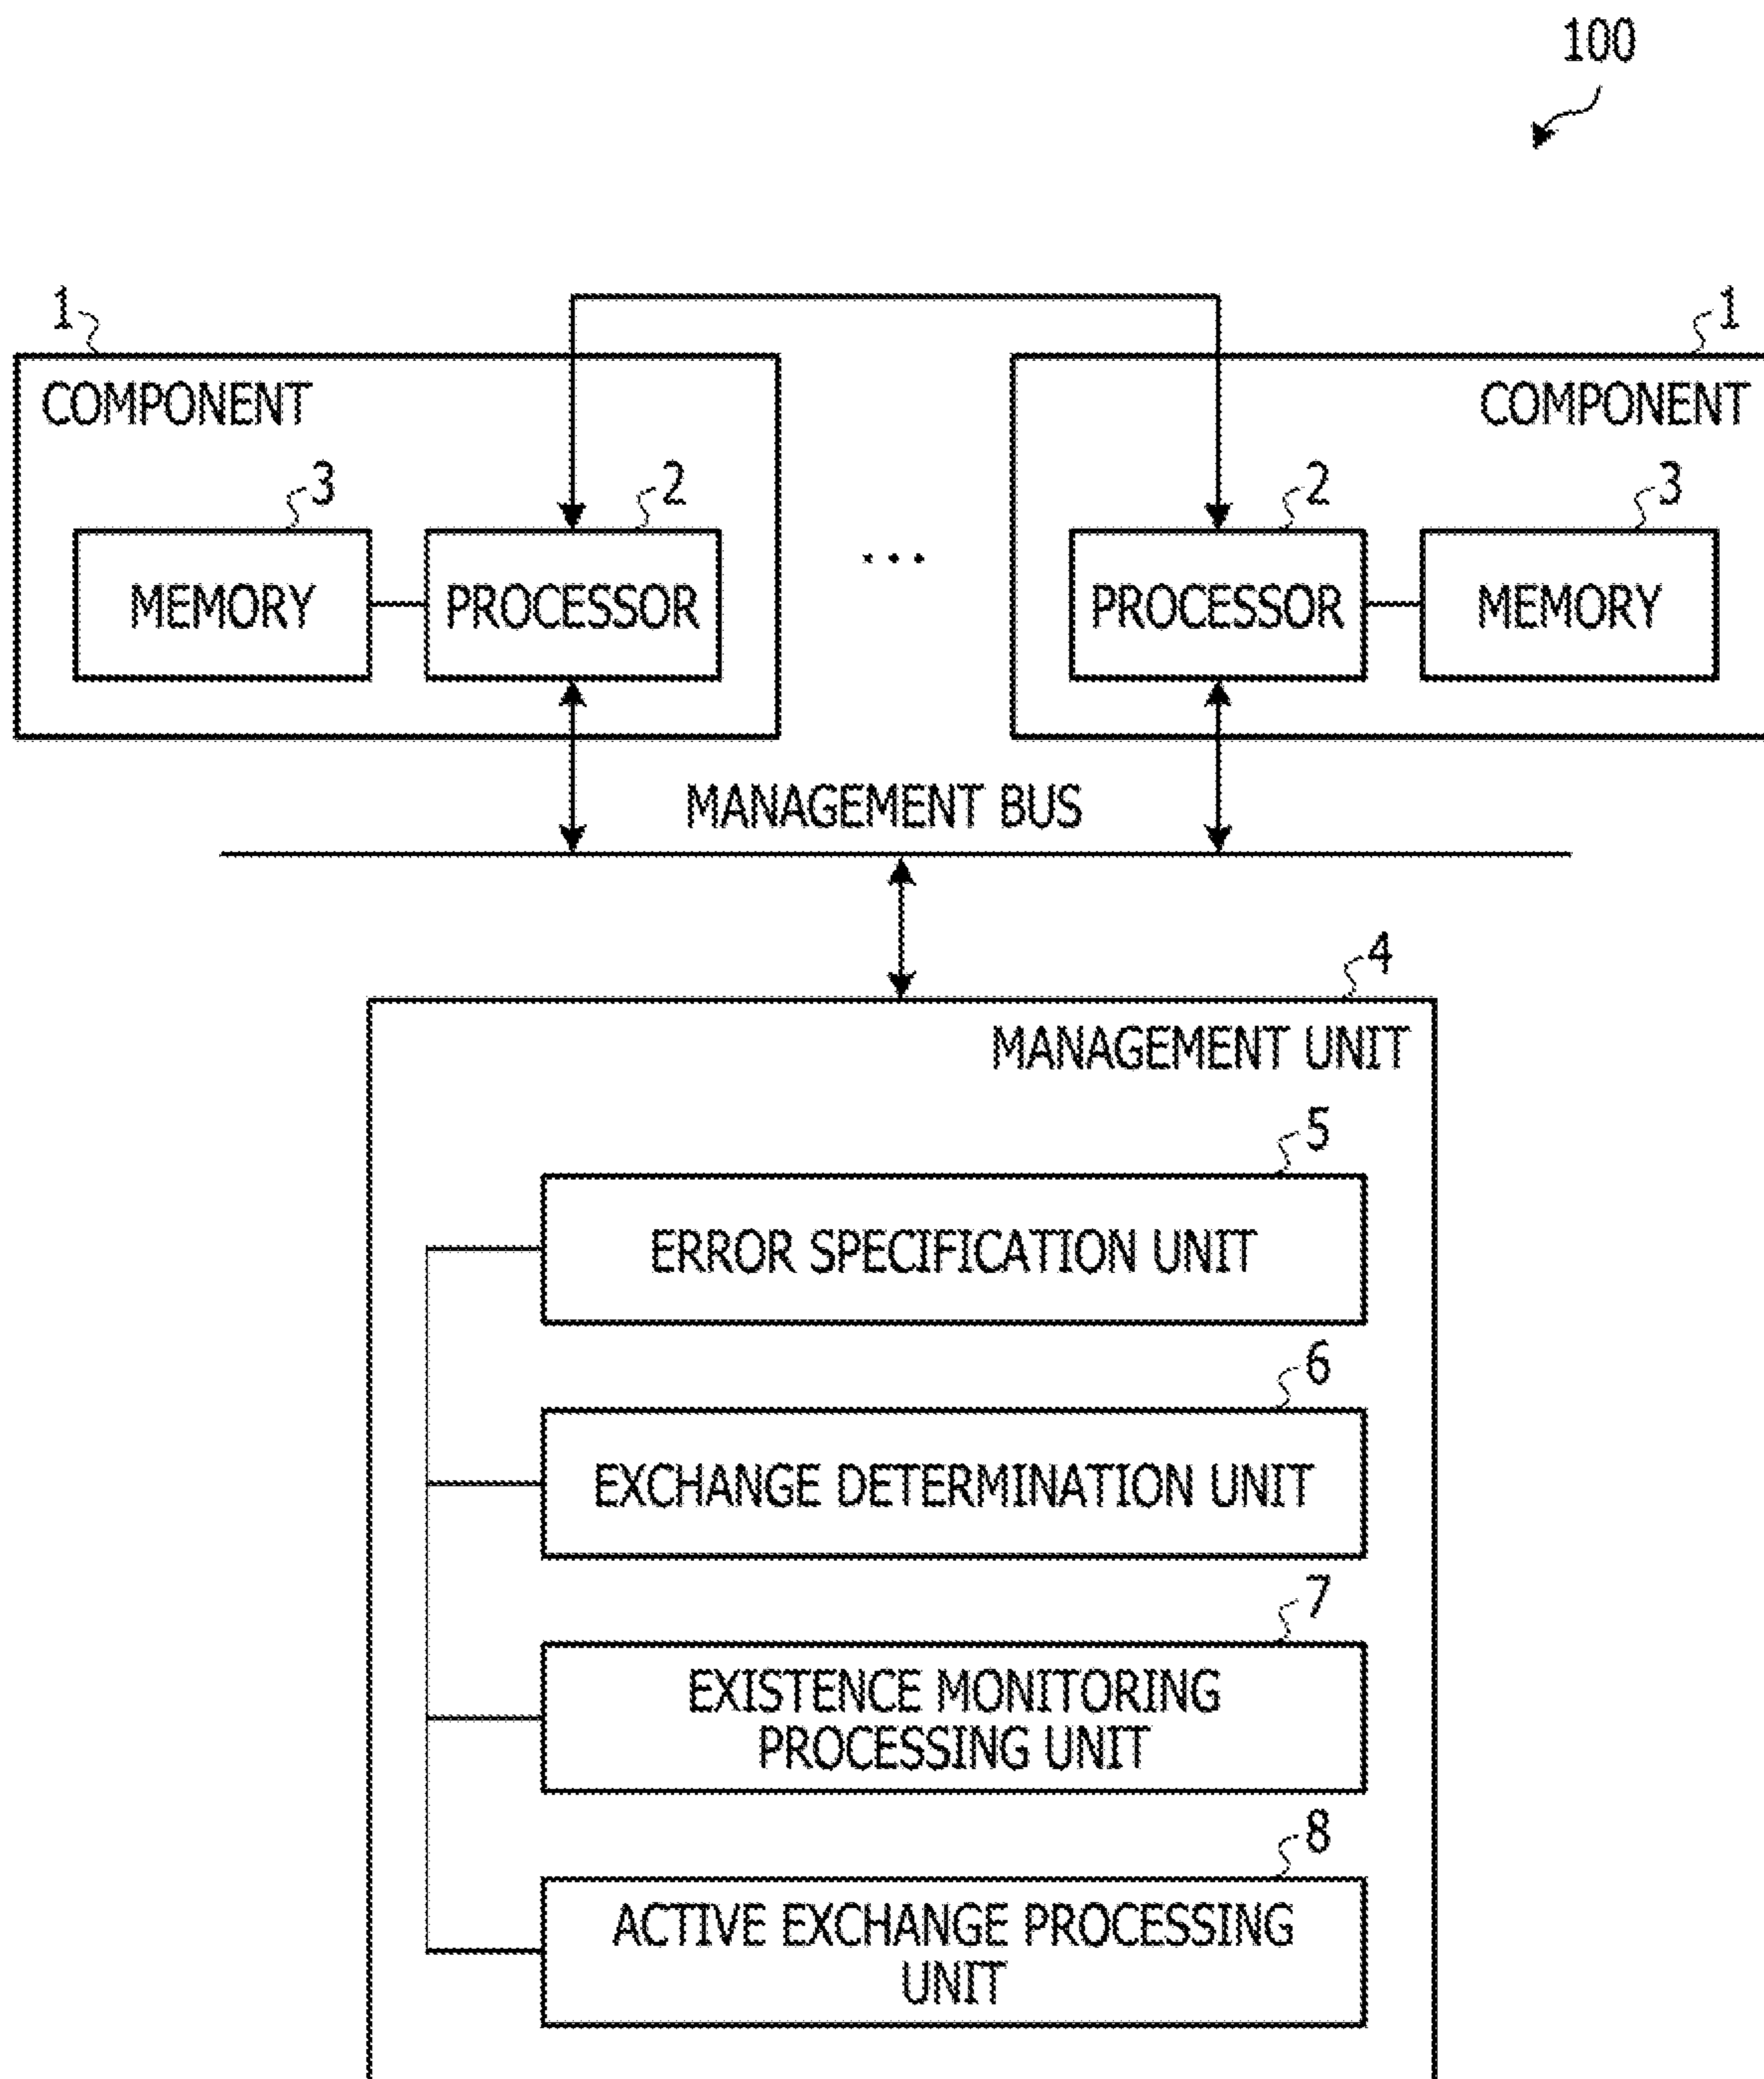 100
1
1
COMPONENT
COMPONENT
3
2
2
3
MEMORY
PROCESSOR
...
PROCESSOR
MEMORY
MANAGEMENT BUS
4
MANAGEMENT UNIT
5
ERROR SPECIFICATION UNIT
6
EXCHANGE DETERMINATION UNIT
7
EXISTENCE MONITORING
PROCESSING UNIT
8
ACTIVE EXCHANGE PROCESSING
UNIT